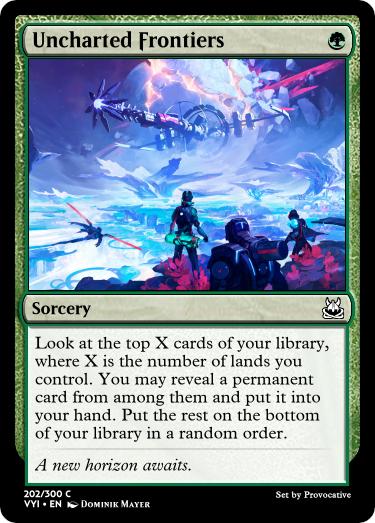 Uncharted Frontiers
Sorcery
Look at the top X cards of your library,
where X is the number of lands you
control. You may reveal a permanent
card from among them and put it into
your hand. Put the rest on the bottom
of your library in a random order.
A new horizon awaits.
202/300 C
VYI • EN Dominik Mayer
Set by Provocative